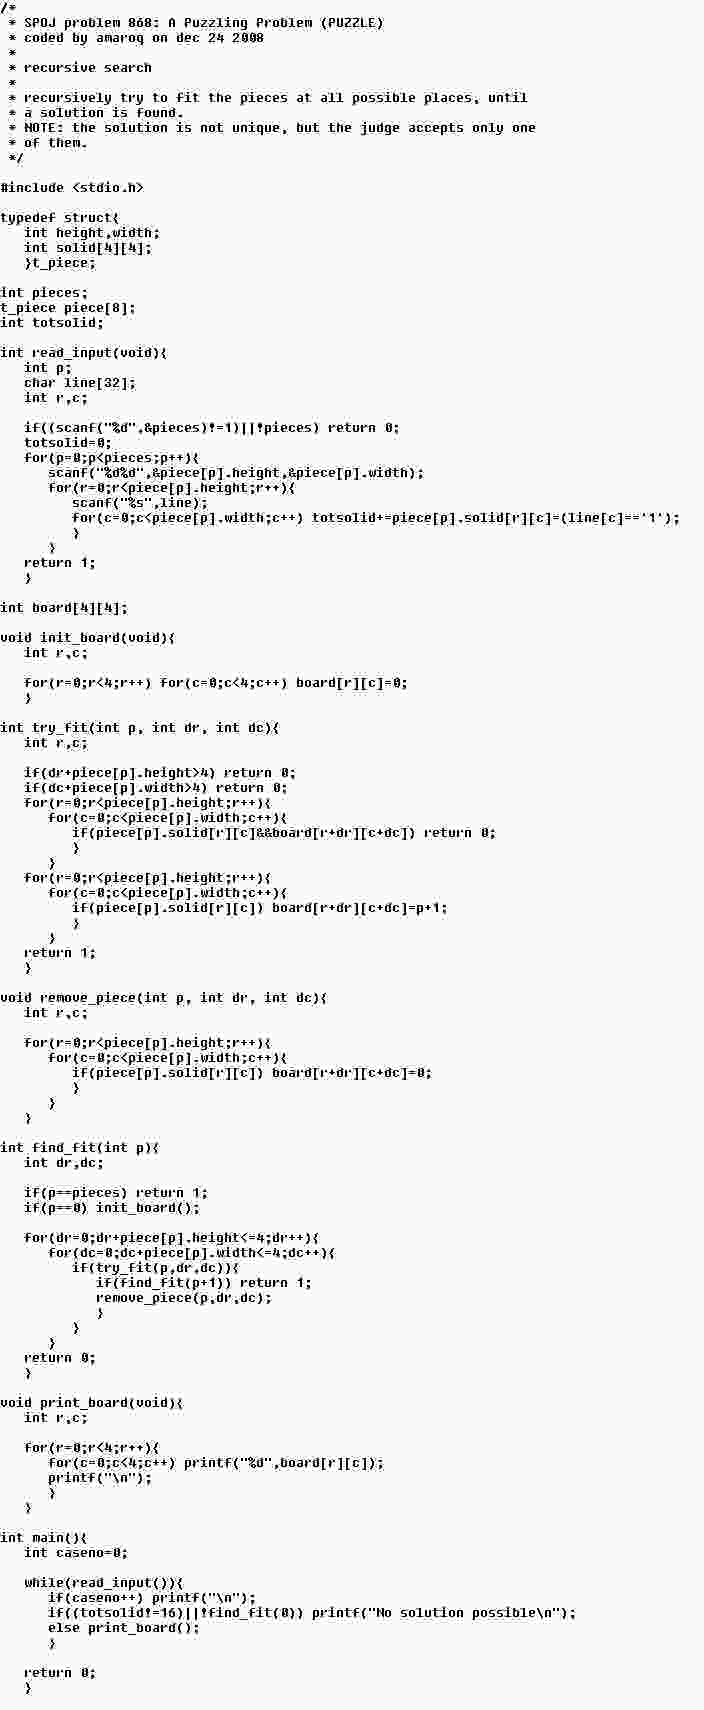 /*
 * SPOJ problem 868: A Puzzling Problem (PUZZLE)
 * coded by amaroq on dec 24 2008
 *
 * recursive search
 *
 * recursively try to fit the pieces at all possible places, until
 * a solution is found.
 * NOTE: the solution is not unique, but the judge accepts only one
 * of them.
 */

#include <stdio.h>

typedef struct{
   int height,width;
   int solid[4][4];
   }t_piece;

int pieces;
t_piece piece[8];
int totsolid;

int read_input(void){
   int p;
   char line[32];
   int r,c;

   if((scanf("%d",&pieces)!=1)||!pieces) return 0;
   totsolid=0;
   for(p=0;p<pieces;p++){
      scanf("%d%d",&piece[p].height,&piece[p].width);
      for(r=0;r<piece[p].height;r++){
         scanf("%s",line);
         for(c=0;c<piece[p].width;c++) totsolid+=piece[p].solid[r][c]=(line[c]=='1');
         }
      }
   return 1;
   }

int board[4][4];

void init_board(void){
   int r,c;

   for(r=0;r<4;r++) for(c=0;c<4;c++) board[r][c]=0;
   }

int try_fit(int p, int dr, int dc){
   int r,c;

   if(dr+piece[p].height>4) return 0;
   if(dc+piece[p].width>4) return 0;
   for(r=0;r<piece[p].height;r++){
      for(c=0;c<piece[p].width;c++){
         if(piece[p].solid[r][c]&&board[r+dr][c+dc]) return 0;
         }
      }
   for(r=0;r<piece[p].height;r++){
      for(c=0;c<piece[p].width;c++){
         if(piece[p].solid[r][c]) board[r+dr][c+dc]=p+1;
         }
      }
   return 1;
   }

void remove_piece(int p, int dr, int dc){
   int r,c;

   for(r=0;r<piece[p].height;r++){
      for(c=0;c<piece[p].width;c++){
         if(piece[p].solid[r][c]) board[r+dr][c+dc]=0;
         }
      }
   }

int find_fit(int p){
   int dr,dc;

   if(p==pieces) return 1;
   if(p==0) init_board();

   for(dr=0;dr+piece[p].height<=4;dr++){
      for(dc=0;dc+piece[p].width<=4;dc++){
         if(try_fit(p,dr,dc)){
            if(find_fit(p+1)) return 1;
            remove_piece(p,dr,dc);
            }
         }
      }
   return 0;
   }

void print_board(void){
   int r,c;

   for(r=0;r<4;r++){
      for(c=0;c<4;c++) printf("%d",board[r][c]);
      printf("\n");
      }
   }

int main(){
   int caseno=0;

   while(read_input()){
      if(caseno++) printf("\n");
      if((totsolid!=16)||!find_fit(0)) printf("No solution possible\n");
      else print_board();
      }

   return 0;
   }